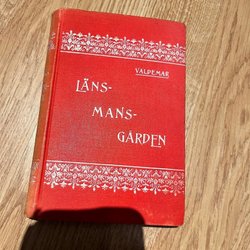 VALDEMAR
LÄNS-
MANS-
GÅRDEN